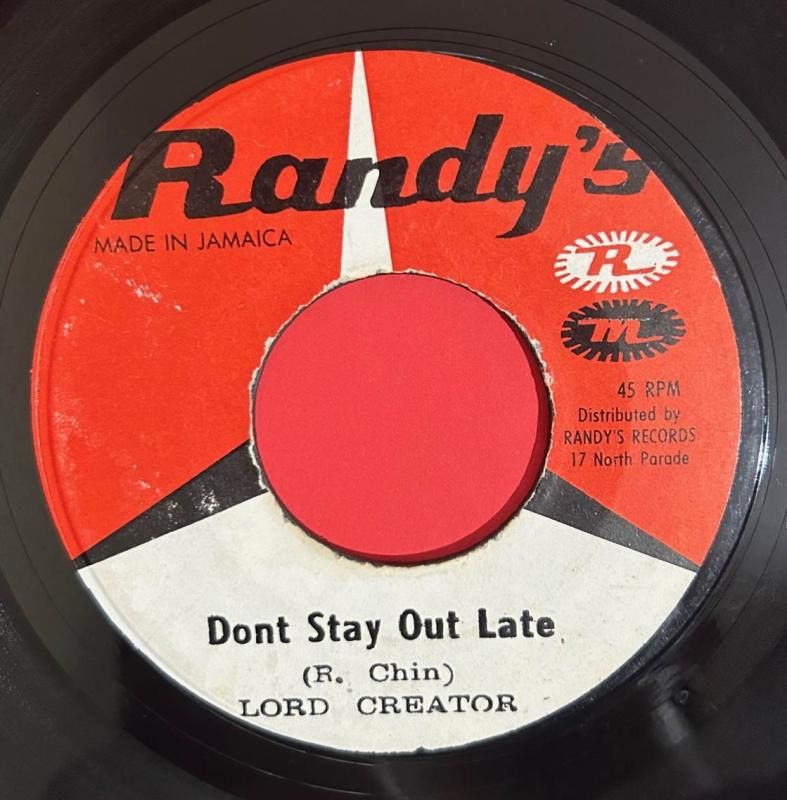 Randy's
MADE IN JAMAICA
R
m
45 RPM
Distributed by
RANDY'S RECORDS
17 North Parade
Dont Stay Out Late
(R. Chin)
LORD CREATOR